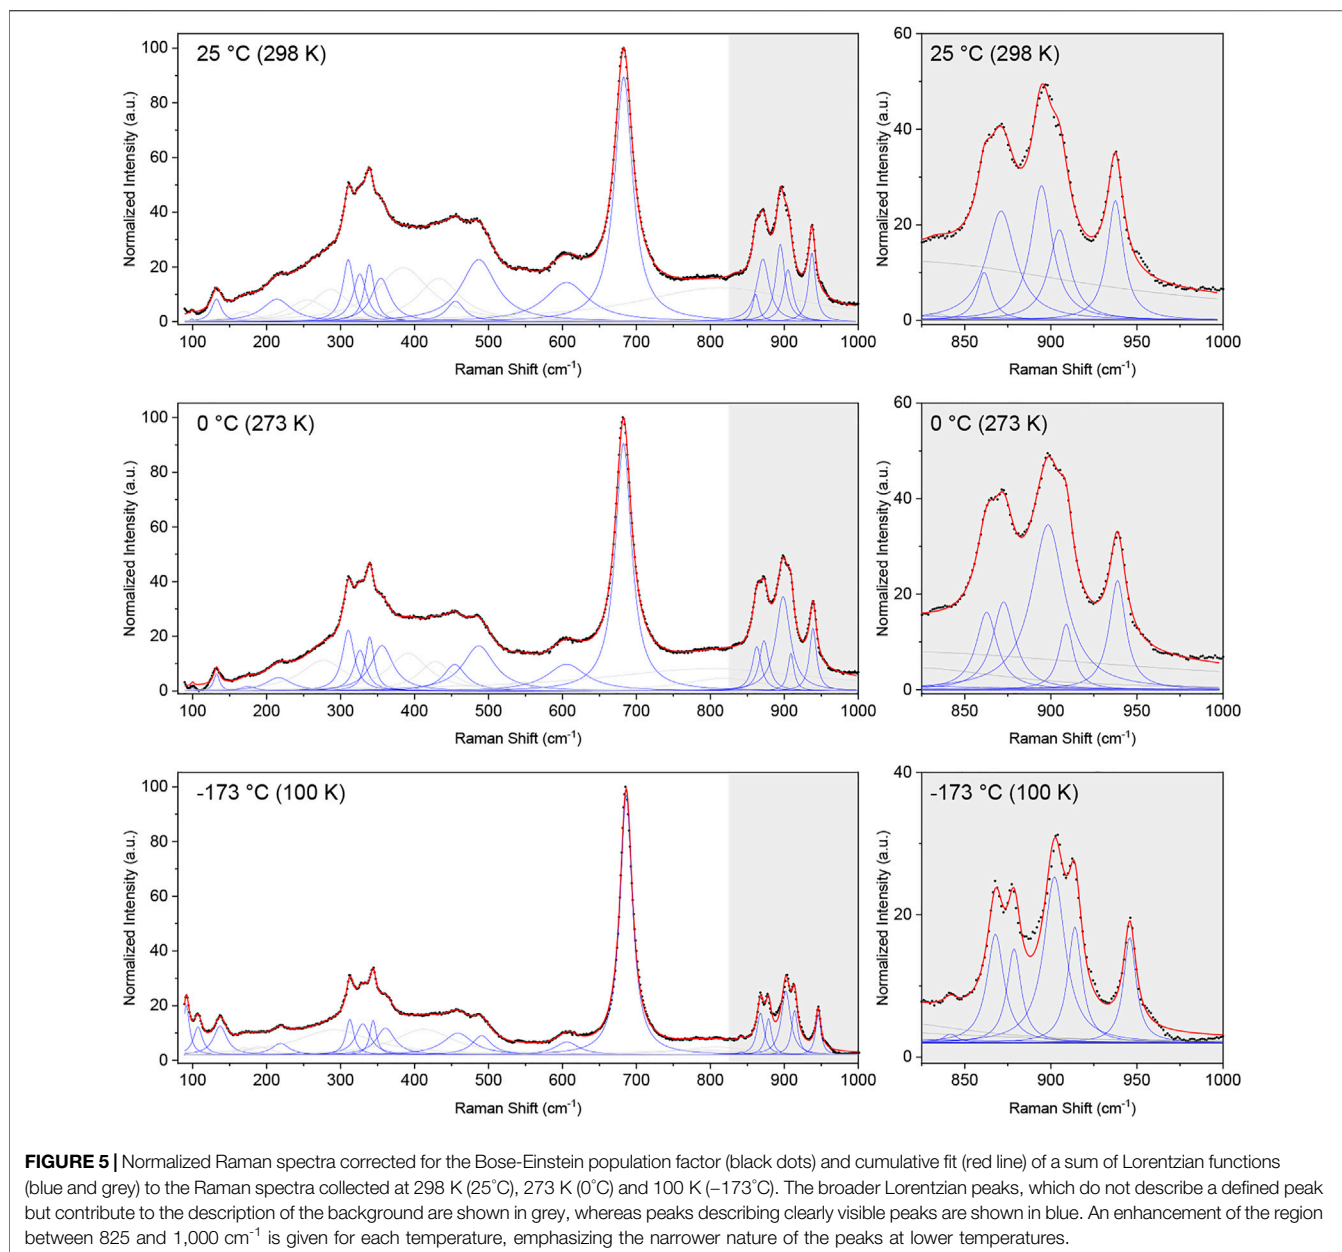 25 °C (298 K)
100
80
60
40
20
0
Normalized Intensity (a.u.)
100 200 300 400 500 600 700 800 900 1000
Raman Shift (cm-1)
25 °C (298 K)
60
40
20
0
Normalized Intensity (a.u.)
850 900 950 1000
Raman Shift (cm-1)
0 °C (273 K)
100
80
60
40
20
0
Normalized Intensity (a.u.)
100 200 300 400 500 600 700 800 900 1000
Raman Shift (cm-1)
0 °C (273 K)
60
40
20
0
Normalized Intensity (a.u.)
850 900 950 1000
Raman Shift (cm-1)
-173 °C (100 K)
100
80
60
40
20
0
Normalized Intensity (a.u.)
100 200 300 400 500 600 700 800 900 1000
Raman Shift (cm-1)
-173 °C (100 K)
40
20
0
Normalized Intensity (a.u.)
850 900 950 1000
Raman Shift (cm-1)
FIGURE 5 | Normalized Raman spectra corrected for the Bose-Einstein population factor (black dots) and cumulative fit (red line) of a sum of Lorentzian functions
(blue and grey) to the Raman spectra collected at 298 K (25°C), 273 K (0°C) and 100 K (−173°C). The broader Lorentzian peaks, which do not describe a defined peak
but contribute to the description of the background are shown in grey, whereas peaks describing clearly visible peaks are shown in blue. An enhancement of the region
between 825 and 1,000 cm-1 is given for each temperature, emphasizing the narrower nature of the peaks at lower temperatures.